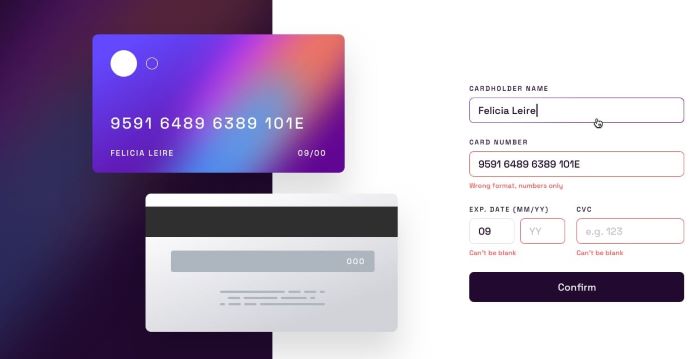 9591 6489 6389 101E
FELICIA LEIRE 09/00
000
CARDHOLDER NAME
Felicia Leire
CARD NUMBER
9591 6489 6389 101E
Wrong format, numbers only
EXP. DATE (MM/YY) CVC
09 YY e.g. 123
Can't be blank Can't be blank
Confirm